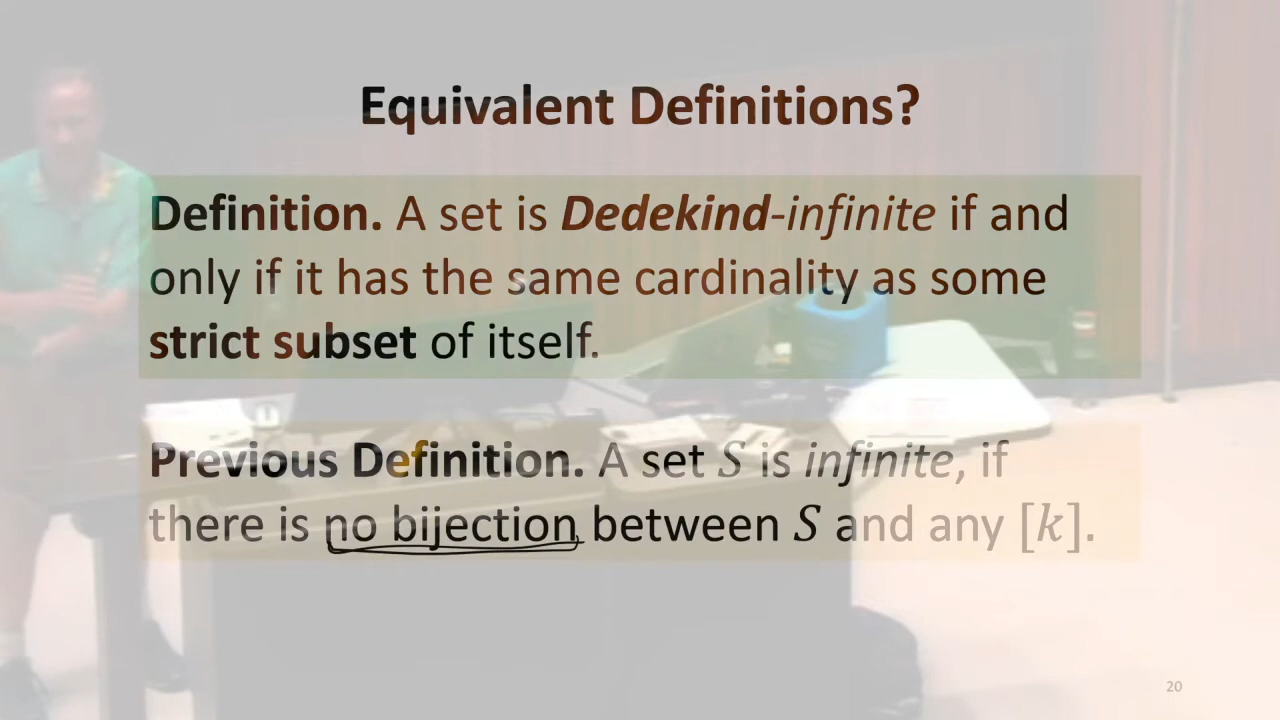 Equivalent Definitions?
Definition. A set is Dedekind-infinite if and
only if it has the same cardinality as some
strict subset of itself.
Previous Definition. A set S is infinite, if
there is no bijection between S and any [k].
20